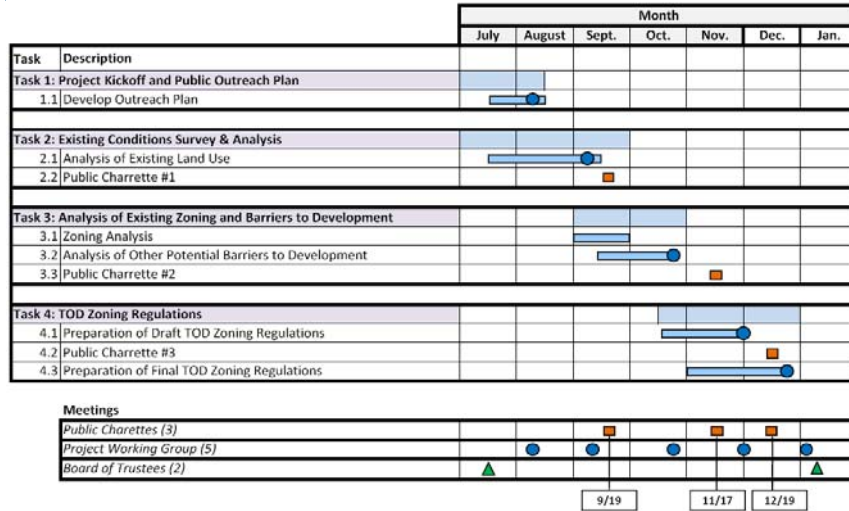 Month
July August Sept. Oct. Nov. Dec. Jan.
Task Description
Task 1: Project Kickoff and Public Outreach Plan
1.1 Develop Outreach Plan
Task 2: Existing Conditions Survey & Analysis
2.1 Analysis of Existing Land Use
2.2 Public Charrette #1
Task 3: Analysis of Existing Zoning and Barriers to Development
3.1 Zoning Analysis
3.2 Analysis of Other Potential Barriers to Development
3.3 Public Charrette #2
Task 4: TOD Zoning Regulations
4.1 Preparation of Draft TOD Zoning Regulations
4.2 Public Charrette #3
4.3 Preparation of Final TOD Zoning Regulations
Meetings
Public Charettes (3)
Project Working Group (5)
Board of Trustees (2)
9/19 11/17 12/19